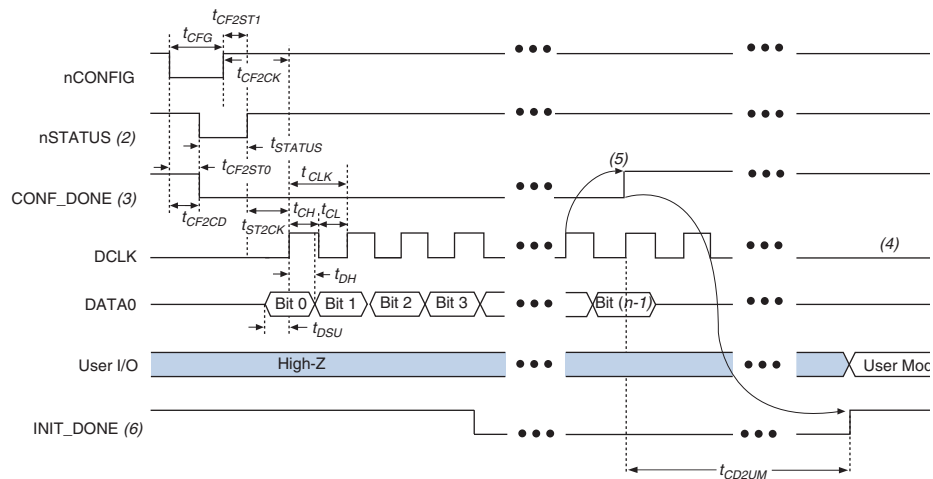 tCF2ST1
tCFG
nCONFIG
tCF2CK
nSTATUS (2)
tSTATUS
tCF2ST0
tCLK
(5)
CONF_DONE (3)
tCF2CD
tST2CK
tCH
tCL
DCLK
(4)
tDH
DATA0
Bit 0
Bit 1
Bit 2
Bit 3
Bit (n-1)
tDSU
User I/O
High-Z
User Mod
INIT_DONE (6)
tCD2UM